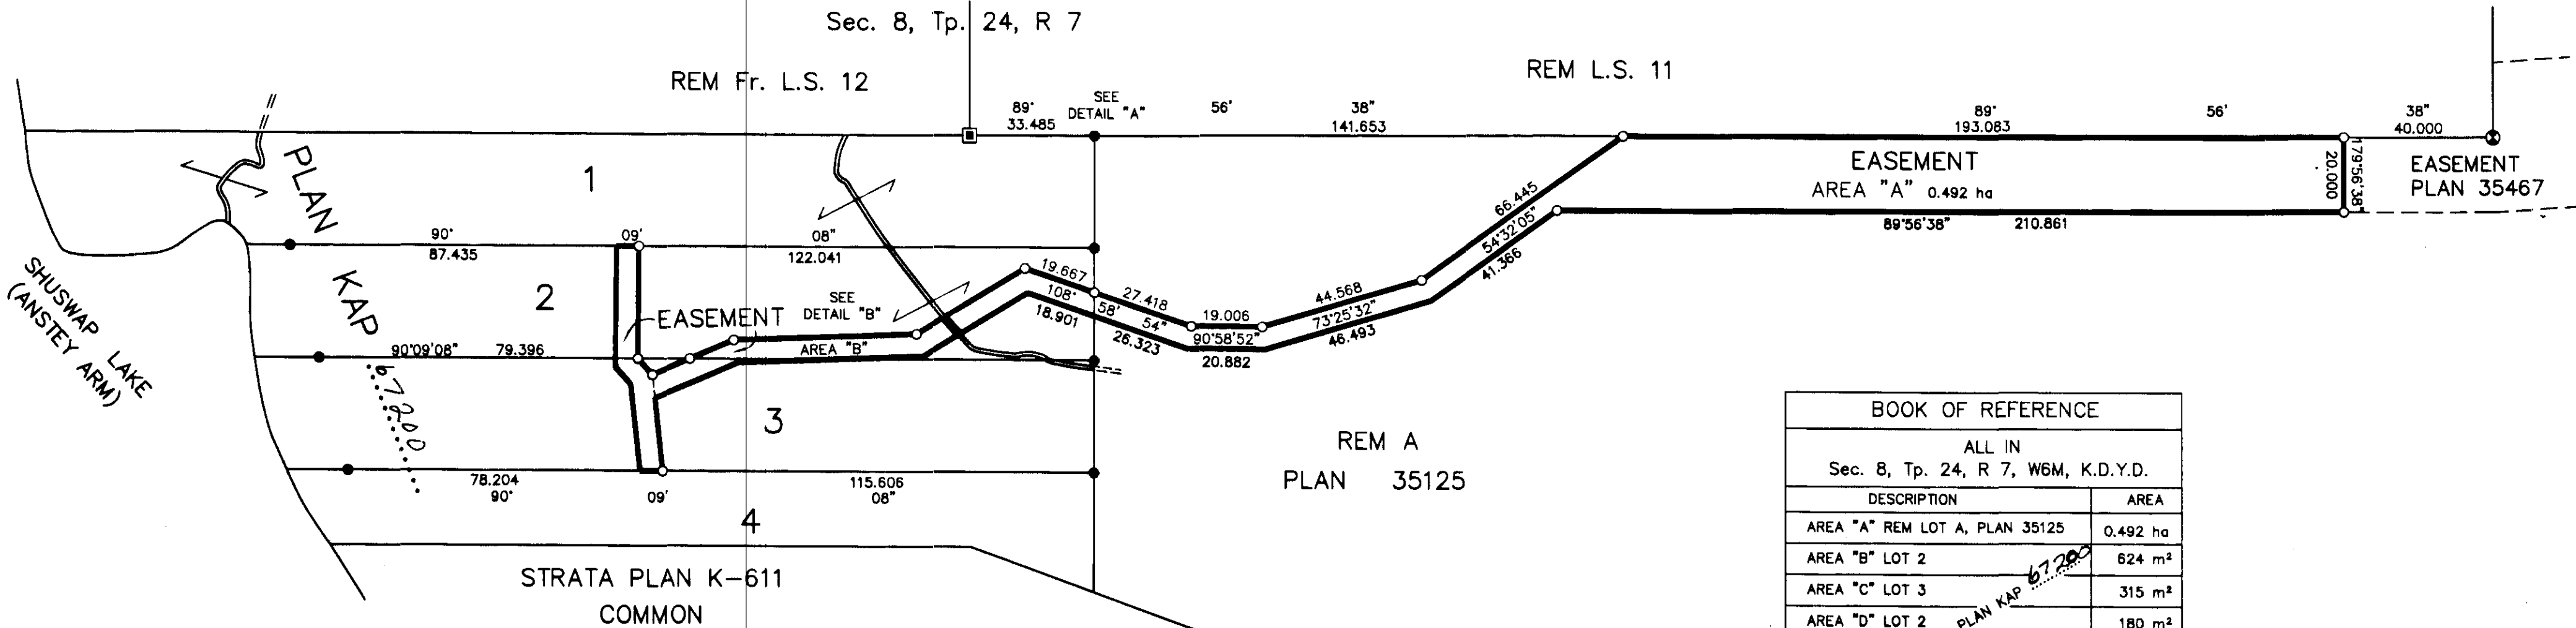 Sec. 8, Tp. 24, R 7
REM Fr. L.S. 12
REM L.S. 11
89° 56' 38"
33.485
SEE
DETAIL "A"
141.653
89° 56' 38"
193.083
40.000
EASEMENT
AREA "A" 0.492 ha
179°56'38"
20.000
EASEMENT
PLAN 35467
89°56'38" 210.861
66.445
54°32'05"
41.366
44.568
73°25'32"
46.493
19.006
90°58'52"
20.882
27.418
26.323
19.667
108° 58' 54"
18.901
1
PLAN KAP 67200
90° 09' 08"
87.435
122.041
2
SEE
DETAIL "B"
EASEMENT
AREA "B"
SHUSWAP LAKE
(ANSTEY ARM)
90°09'08" 79.396
3
78.204
115.606
90° 09' 08"
4
REM A
PLAN 35125
STRATA PLAN K-611
COMMON
BOOK OF REFERENCE
ALL IN
Sec. 8, Tp. 24, R 7, W6M, K.D.Y.D.
DESCRIPTION AREA
AREA "A" REM LOT A, PLAN 35125 0.492 ha
AREA "B" LOT 2 624 m²
AREA "C" LOT 3 315 m²
AREA "D" LOT 2 180 m²
PLAN KAP 67200